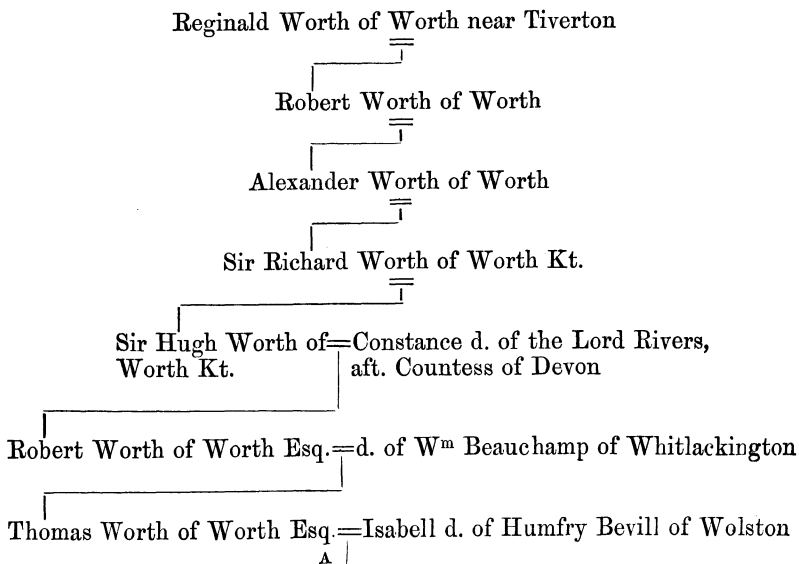 Reginald Worth of Worth near Tiverton
Robert Worth of Worth
Alexander Worth of Worth
Sir Richard Worth of Worth Kt.
Sir Hugh Worth of=Constance d. of the Lord Rivers,
Worth Kt. aft. Countess of Devon
Robert Worth of Worth Esq.=d. of Wᵐ Beauchamp of Whitlackington
Thomas Worth of Worth Esq.=Isabell d. of Humfry Bevill of Wolston
A